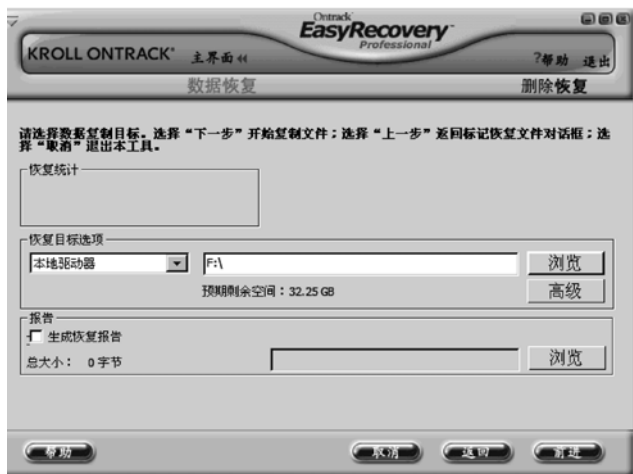 Ontrack
EasyRecovery
Professional
KROLL ONTRACK
主界面
?帮助 退出
数据恢复
删除恢复
请选择数据复制目标。选择“下一步”开始复制文件；选择“上一步”返回标记恢复文件对话框；选
择“取消”退出本工具。
恢复统计
恢复目标选项
本地驱动器
F:\
浏览
预期剩余空间：32.25 GB
高级
报告
生成恢复报告
总大小： 0 字节
浏览
帮助
取消
返回
前进